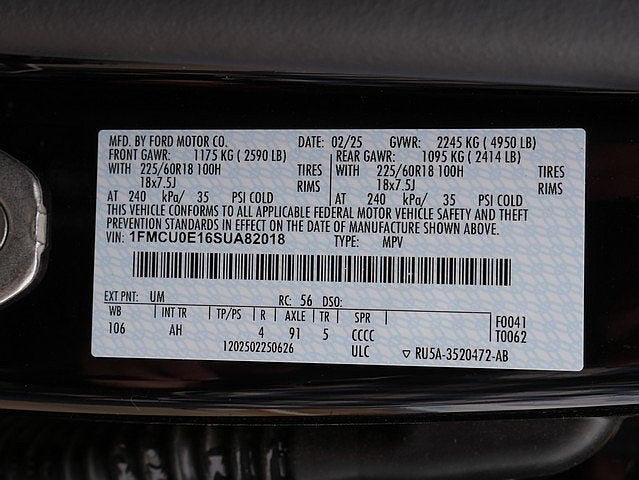 MFD. BY FORD MOTOR CO. DATE: 02/25 GVWR: 2245 KG ( 4950 LB)
FRONT GAWR: 1175 KG ( 2590 LB) REAR GAWR: 1095 KG ( 2414 LB)
WITH 225/60R18 100H TIRES WITH 225/60R18 100H TIRES
18x7.5J RIMS 18x7.5J RIMS
AT 240 kPa/ 35 PSI COLD AT 240 kPa/ 35 PSI COLD
THIS VEHICLE CONFORMS TO ALL APPLICABLE FEDERAL MOTOR VEHICLE SAFETY AND THEFT
PREVENTION STANDARDS IN EFFECT ON THE DATE OF MANUFACTURE SHOWN ABOVE.
VIN: 1FMCU0E16SUA82018 TYPE: MPV
EXT PNT: UM RC: 56 DSO:
WB INT TR TP/PS R AXLE TR SPR F0041
106 AH 4 91 5 CCCC T0062
1202502250626 ULC ▽ RU5A-3520472-AB